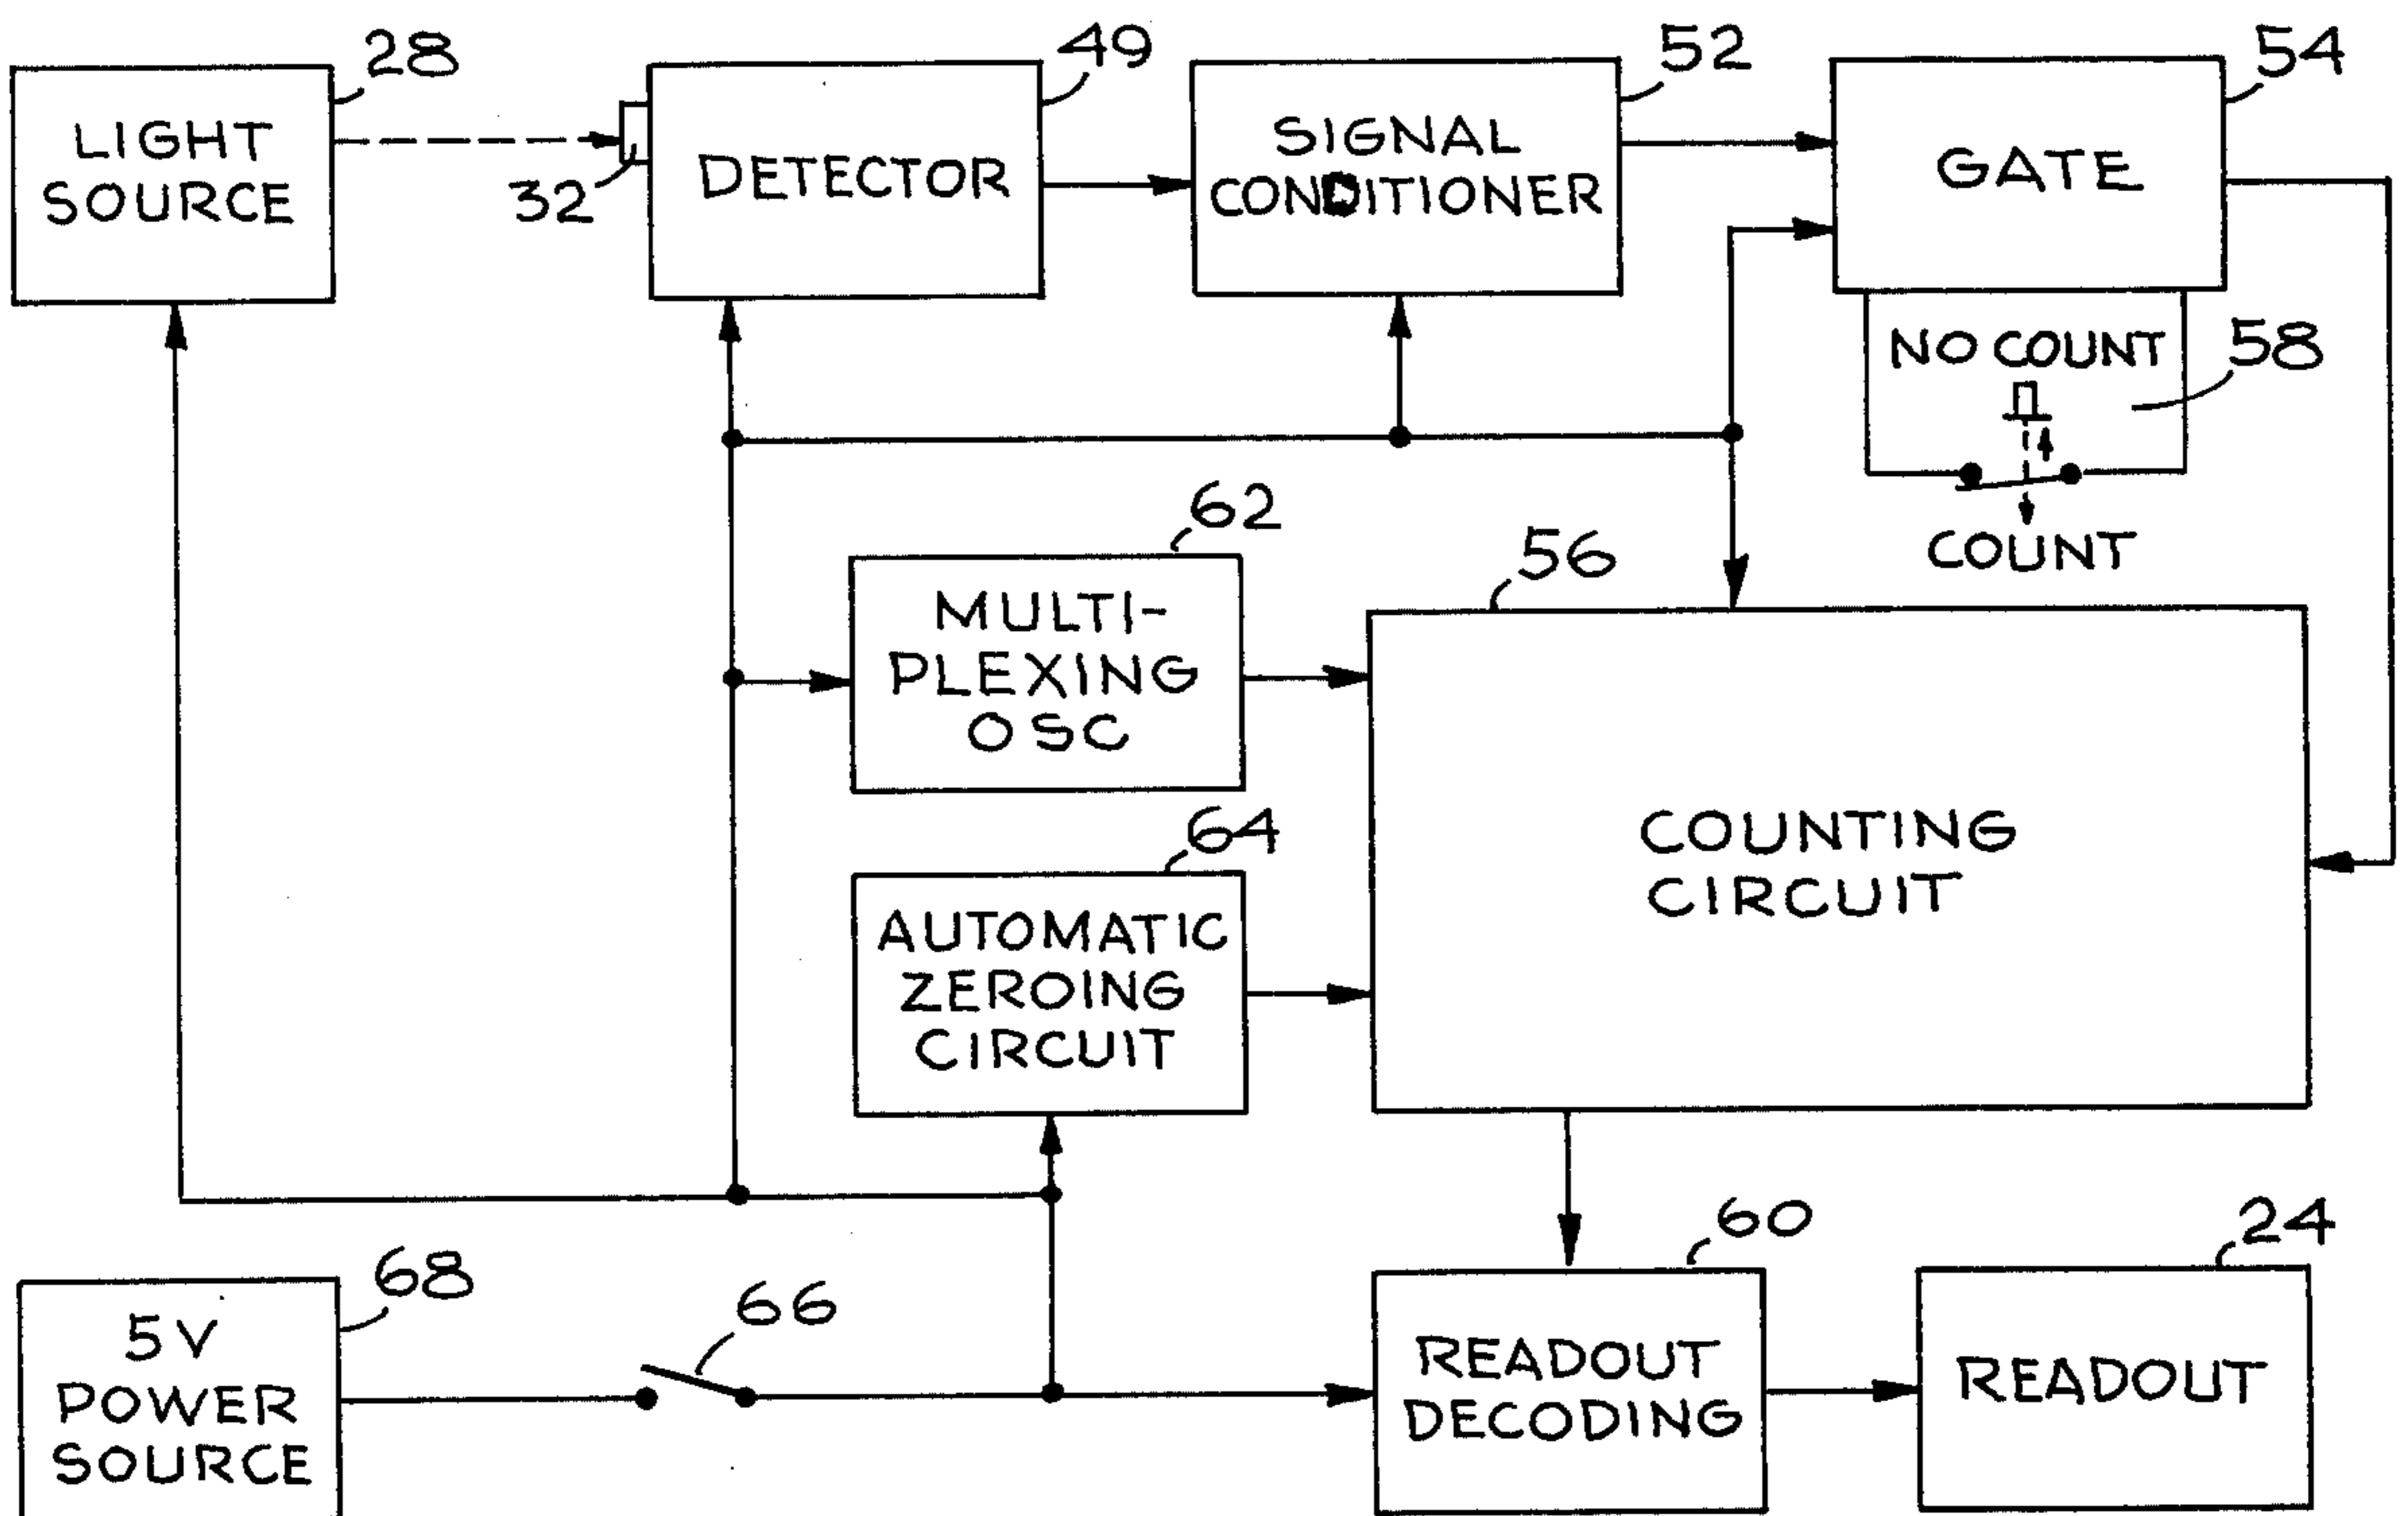 28
LIGHT
SOURCE
32
49
DETECTOR
52
SIGNAL
CONDITIONER
54
GATE
NO COUNT
58
COUNT
62
MULTI-
PLEXING
OSC
56
COUNTING
CIRCUIT
64
AUTOMATIC
ZEROING
CIRCUIT
68
5V
POWER
SOURCE
66
60
READOUT
DECODING
24
READOUT